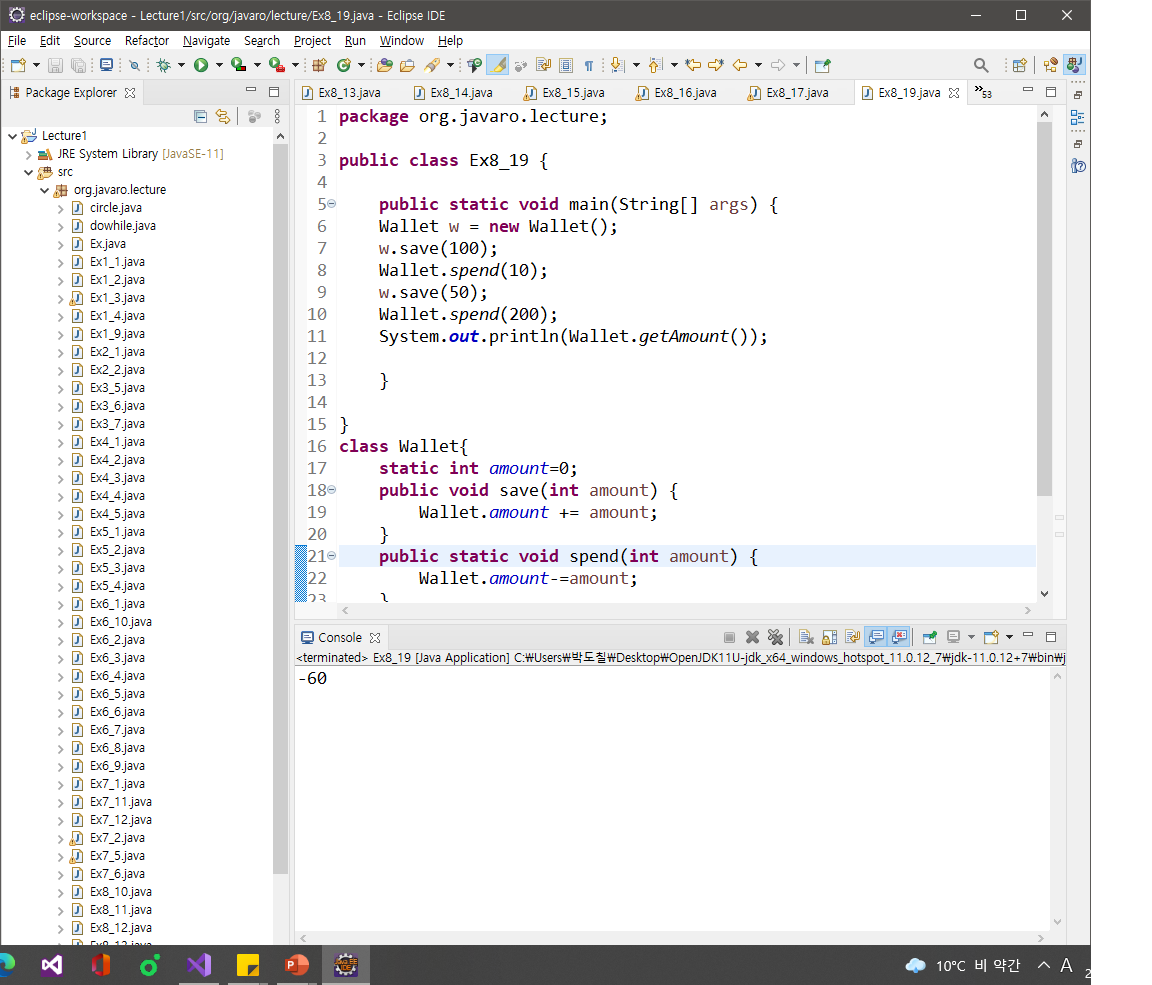 eclipse-workspace - Lecture1/src/org/javaro/lecture/Ex8_19.java - Eclipse IDE
File Edit Source Refactor Navigate Search Project Run Window Help
Package Explorer
Lecture1
JRE System Library [JavaSE-11]
src
org.javaro.lecture
circle.java
dowhile.java
Ex.java
Ex1_1.java
Ex1_2.java
Ex1_3.java
Ex1_4.java
Ex1_9.java
Ex2_1.java
Ex2_2.java
Ex3_5.java
Ex3_6.java
Ex3_7.java
Ex4_1.java
Ex4_2.java
Ex4_3.java
Ex4_4.java
Ex4_5.java
Ex5_1.java
Ex5_2.java
Ex5_3.java
Ex5_4.java
Ex6_1.java
Ex6_10.java
Ex6_2.java
Ex6_3.java
Ex6_4.java
Ex6_5.java
Ex6_6.java
Ex6_7.java
Ex6_8.java
Ex6_9.java
Ex7_1.java
Ex7_11.java
Ex7_12.java
Ex7_2.java
Ex7_5.java
Ex7_6.java
Ex8_10.java
Ex8_11.java
Ex8_12.java
Ex8_13.java Ex8_14.java Ex8_15.java Ex8_16.java Ex8_17.java Ex8_19.java »53
1 package org.javaro.lecture;
2
3 public class Ex8_19 {
4
5 public static void main(String[] args) {
6 Wallet w = new Wallet();
7 w.save(100);
8 Wallet.spend(10);
9 w.save(50);
10 Wallet.spend(200);
11 System.out.println(Wallet.getAmount());
12
13 }
14
15 }
16 class Wallet{
17 static int amount=0;
18 public void save(int amount) {
19 Wallet.amount += amount;
20 }
21 public static void spend(int amount) {
22 Wallet.amount-=amount;
23 }
Console
<terminated> Ex8_19 [Java Application] C:₩Users₩박도칠₩Desktop₩OpenJDK11U-jdk_x64_windows_hotspot_11.0.12_7₩jdk-11.0.12+7₩bin₩j
-60
10°C 비 약간 A